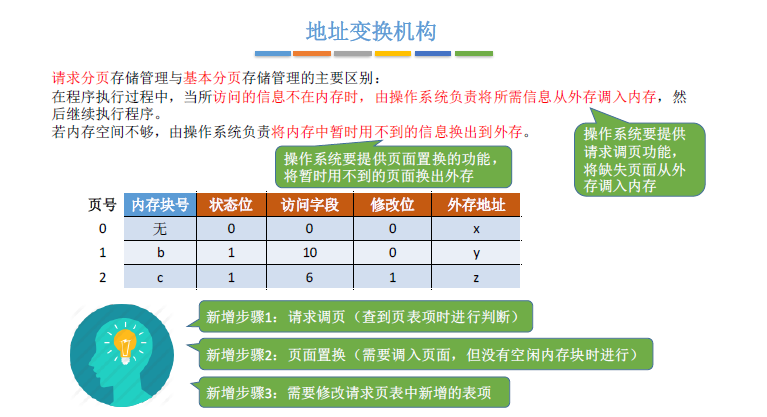 地址变换机构
请求分页存储管理与基本分页存储管理的主要区别：
在程序执行过程中，当所访问的信息不在内存时，由操作系统负责将所需信息从外存调入内存，然
后继续执行程序。
若内存空间不够，由操作系统负责将内存中暂时用不到的信息换出到外存。
操作系统要提供
请求调页功能，
将缺失页面从外
存调入内存
操作系统要提供页面置换的功能，
将暂时用不到的页面换出外存
页号 内存块号 状态位 访问字段 修改位 外存地址
0 无 0 0 0 x
1 b 1 10 0 y
2 c 1 6 1 z
新增步骤1：请求调页（查到页表项时进行判断）
新增步骤2：页面置换（需要调入页面，但没有空闲内存块时进行）
新增步骤3：需要修改请求页表中新增的表项